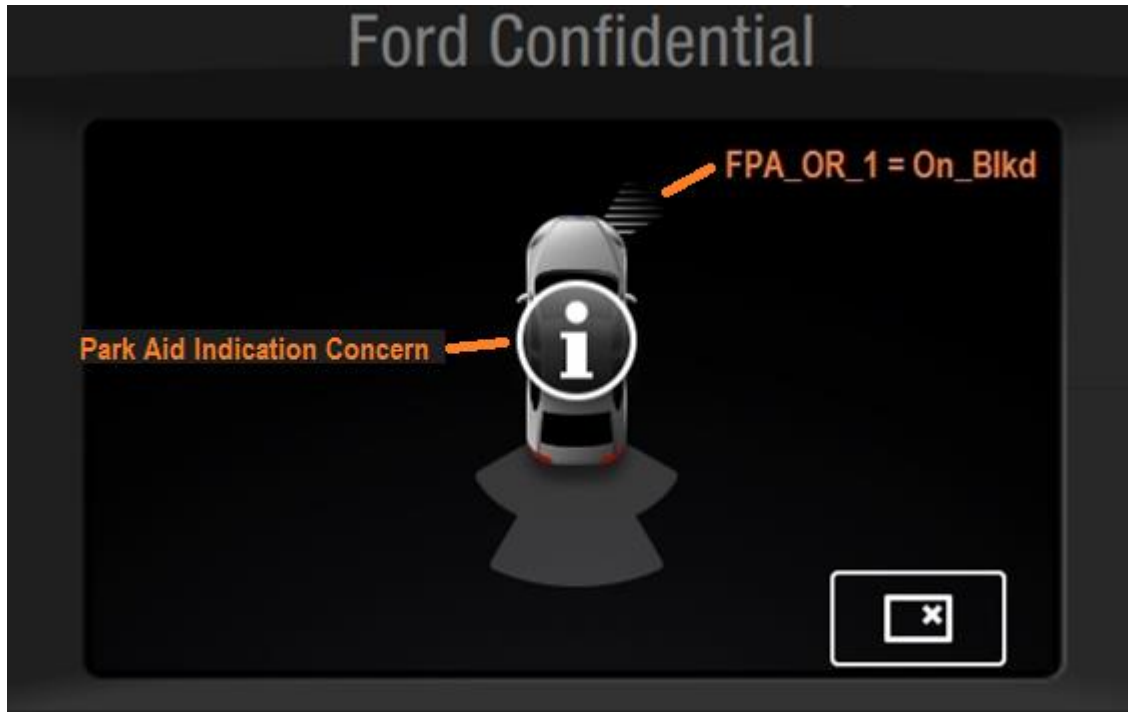 Ford Confidential
FPA_OR_1 = On_Blkd
Park Aid Indication Concern
i